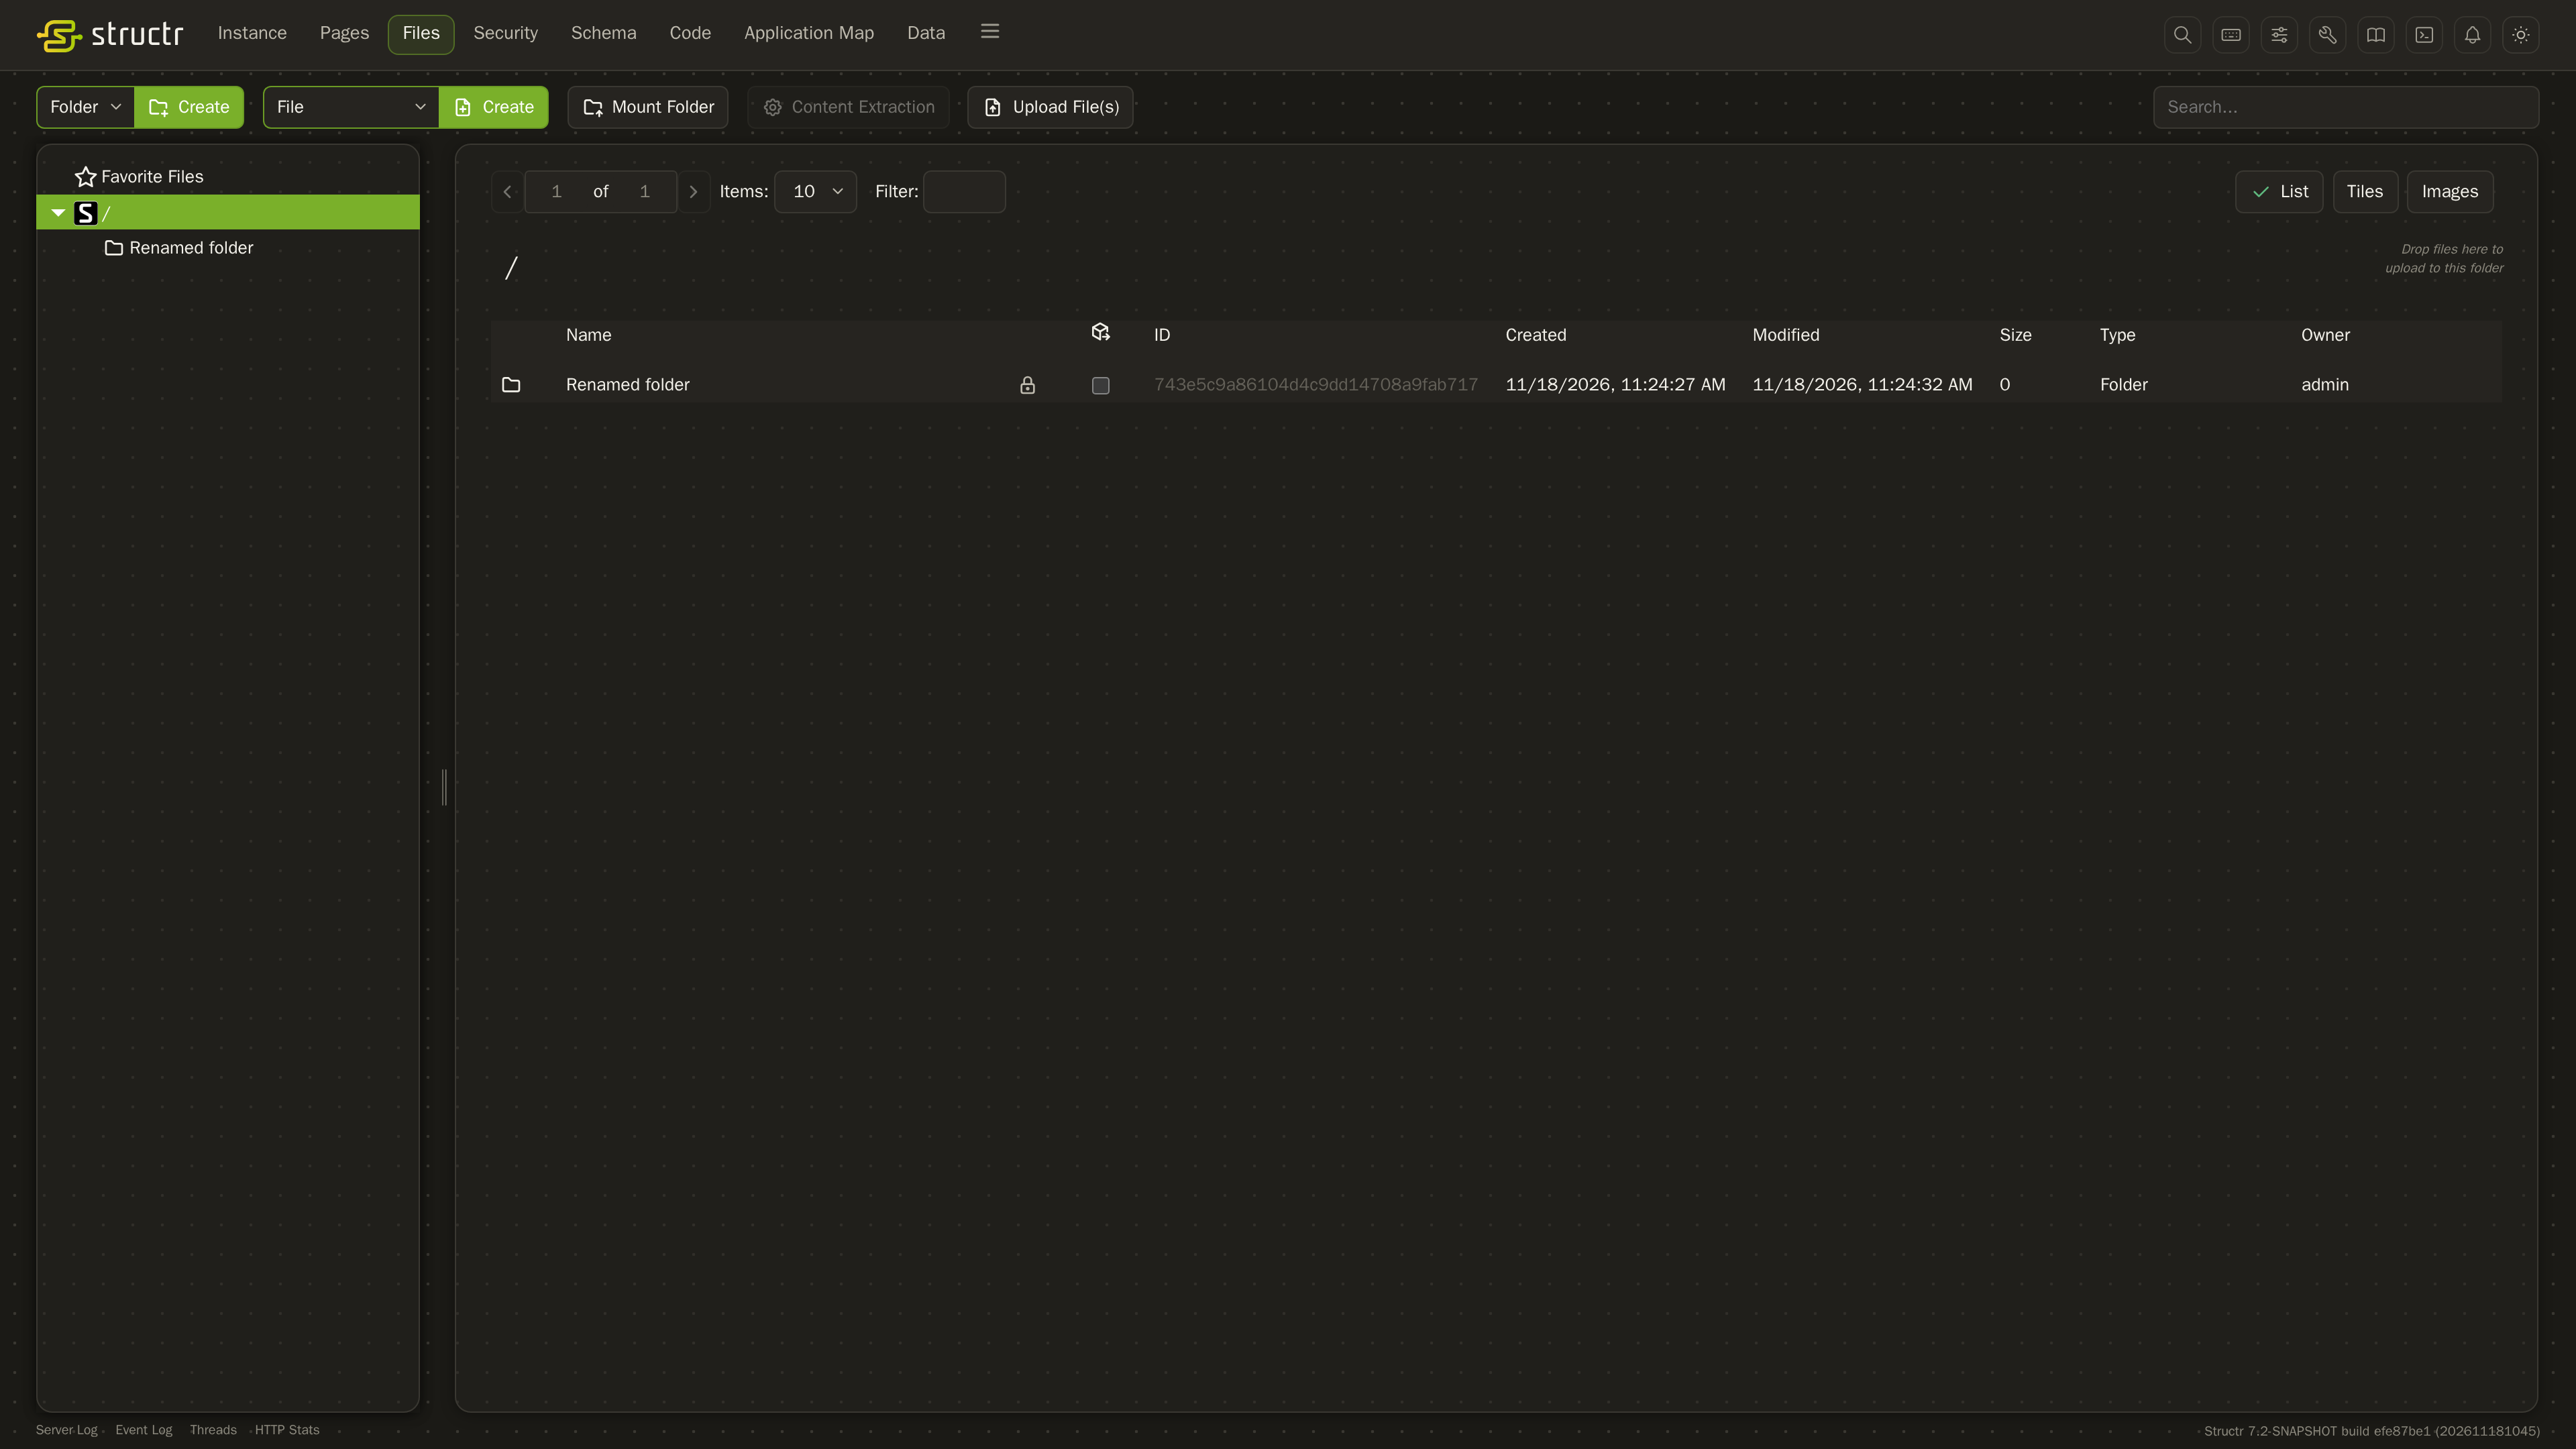 structr Instance Pages Files Security Schema Code Application Map Data
Folder Create File Create Mount Folder Content Extraction Upload File(s) Search...
Favorite Files
S /
Renamed folder
1 of 1 Items: 10 Filter: List Tiles Images
/
Drop files here to
upload to this folder
Name ID Created Modified Size Type Owner
Renamed folder 743e5c9a86104d4c9dd14708a9fab717 11/18/2026, 11:24:27 AM 11/18/2026, 11:24:32 AM 0 Folder admin
Server Log Event Log Threads HTTP Stats
Structr 7.2-SNAPSHOT build efe87be1 (202611181045)